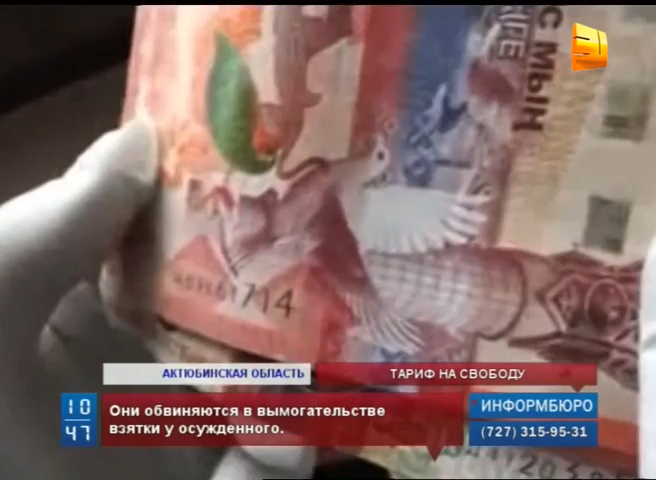 31
С МЫҢ
714
АКТЮБИНСКАЯ ОБЛАСТЬ
ТАРИФ НА СВОБОДУ
10
47
Они обвиняются в вымогательстве
взятки у осужденного.
ИНФОРМБЮРО
(727) 315-95-31